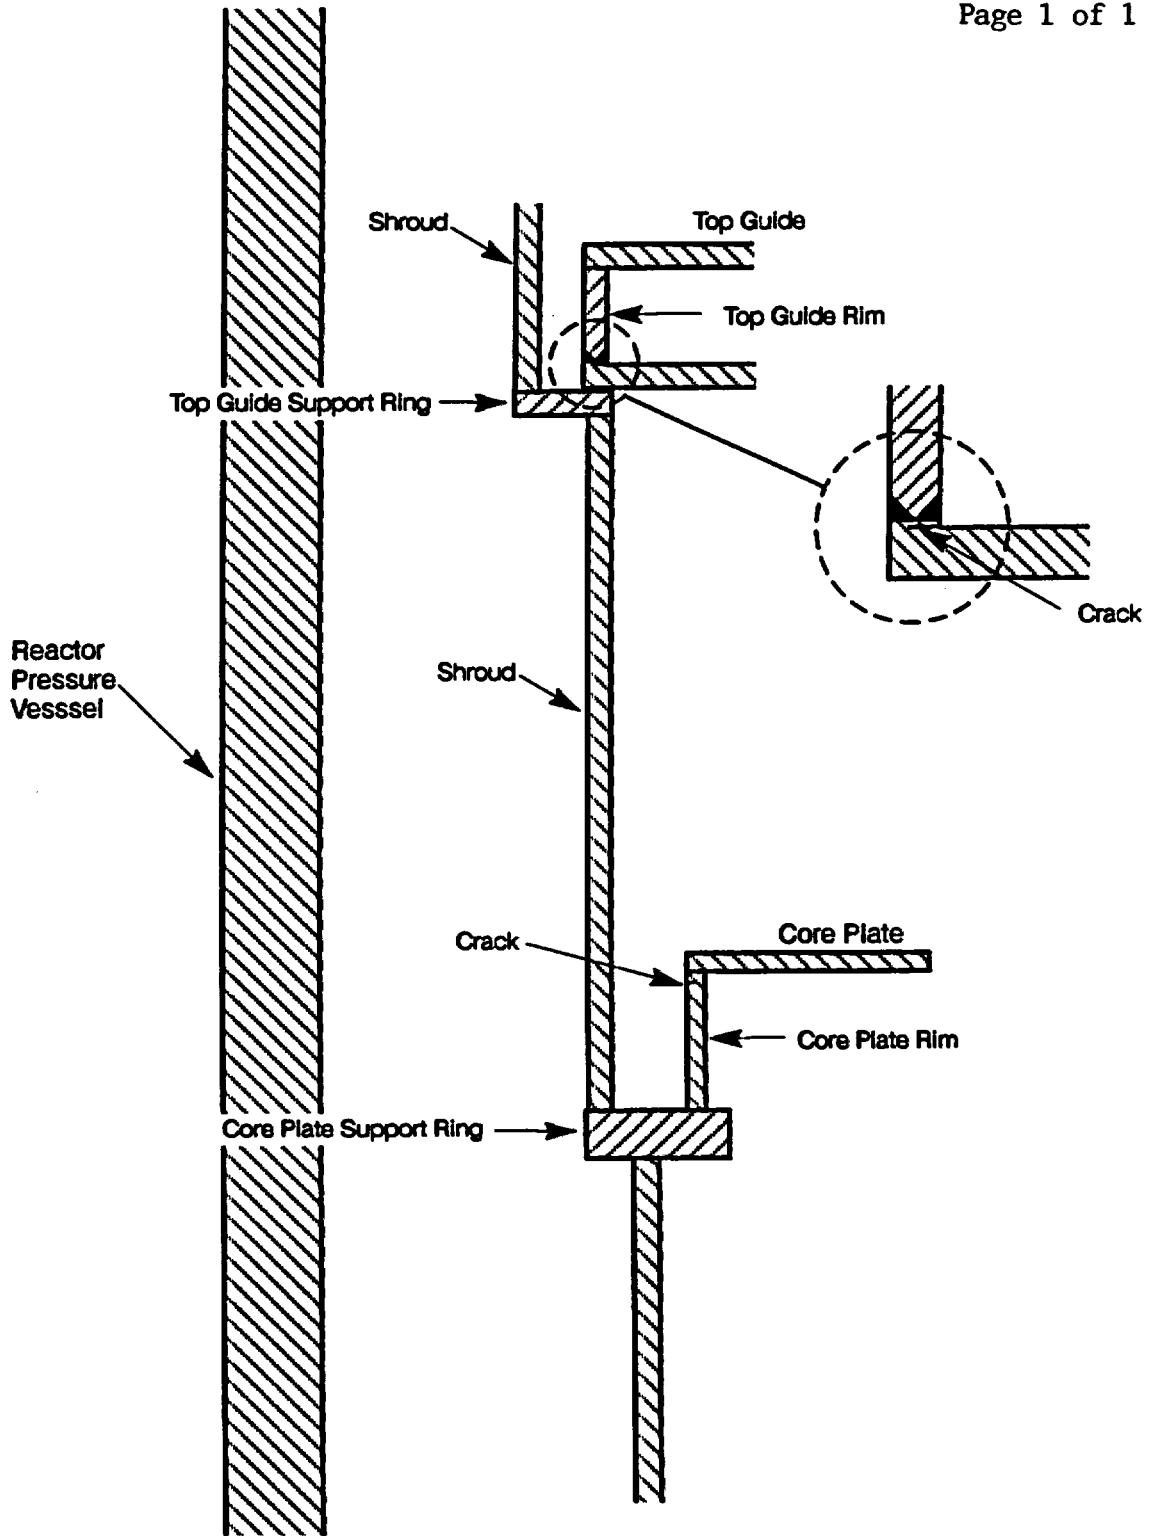 Page 1 of 1
Shroud
Top Guide
Top Guide Rim
Top Guide Support Ring
Crack
Reactor
Pressure
Vesssel
Shroud
Crack
Core Plate
Core Plate Rim
Core Plate Support Ring